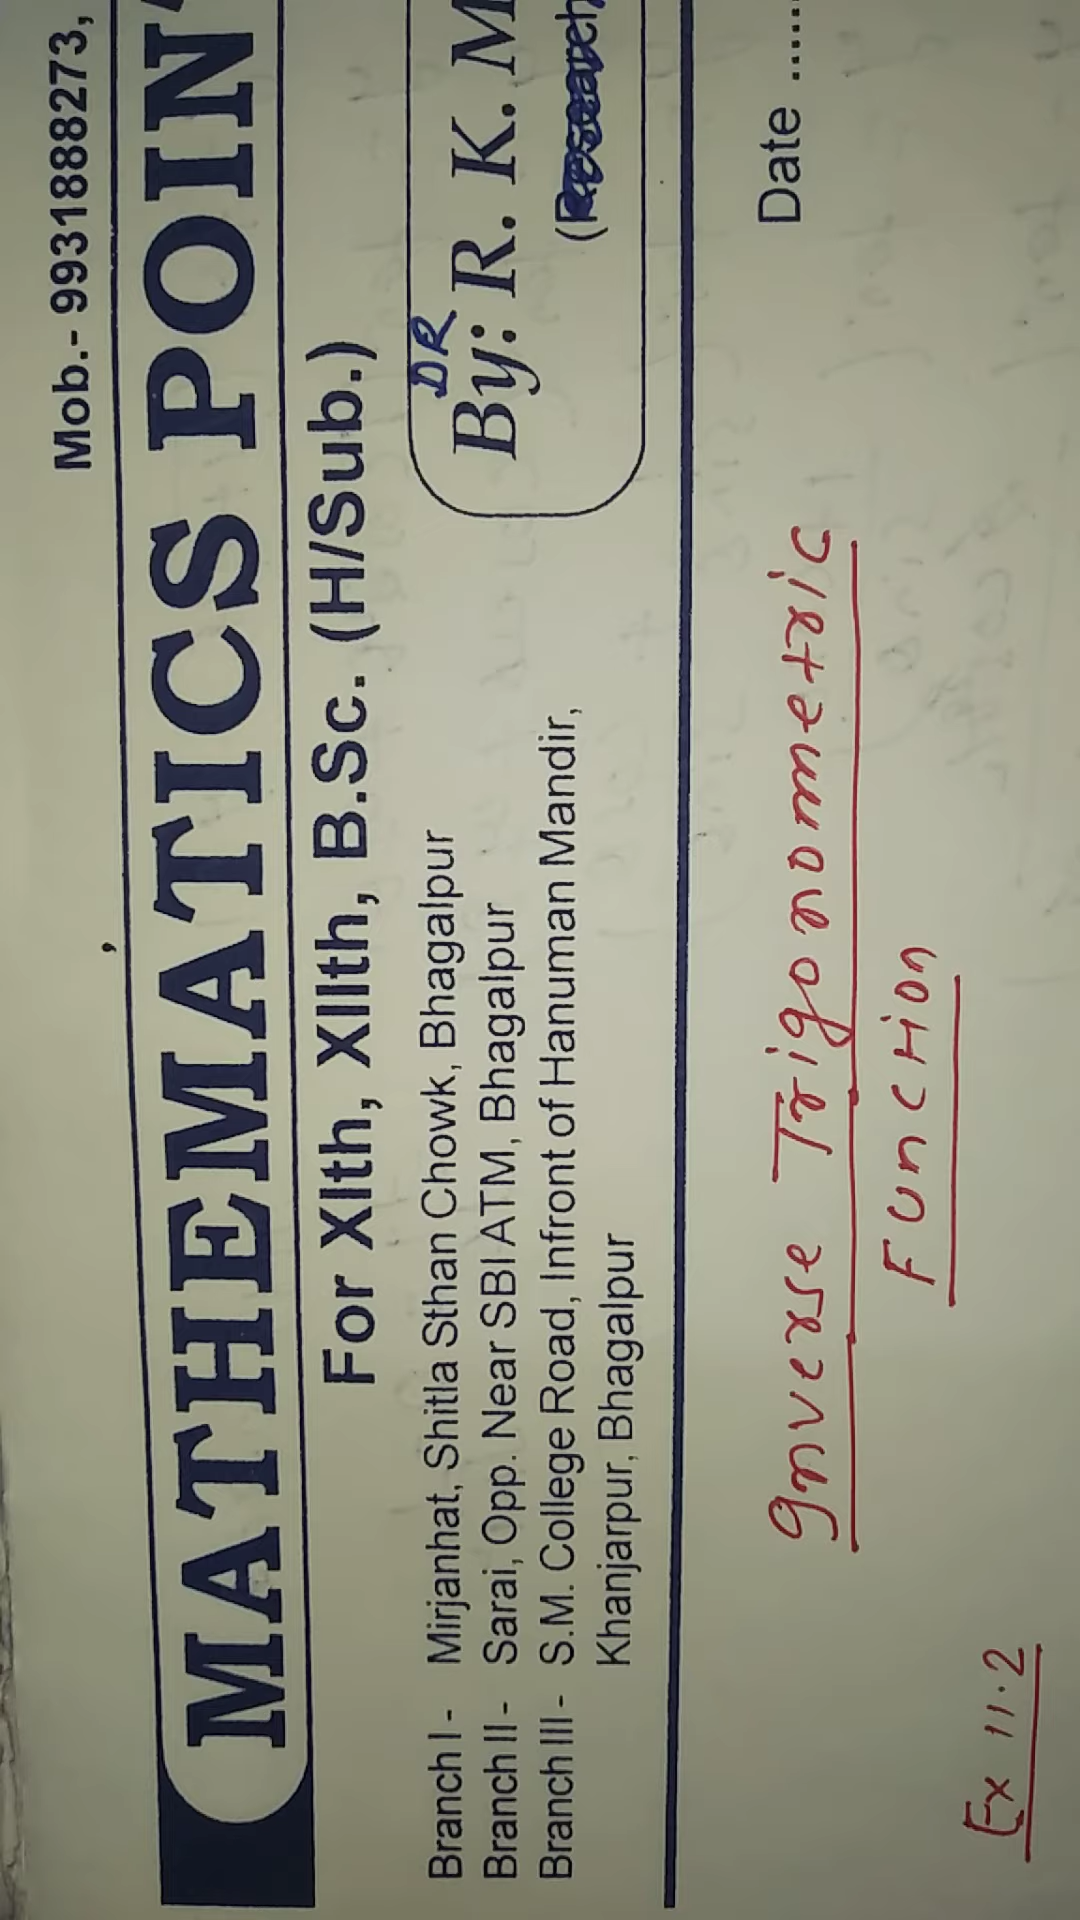 Mob.- 9931888273,
MATHEMATICS POIN
For XIth, XIIth, B.Sc. (H/Sub.)
DR
By: R. K. M
Branch I - Mirjanhat, Shitla Sthan Chowk, Bhagalpur
Branch II - Sarai, Opp. Near SBI ATM, Bhagalpur
Branch III - S.M. College Road, Infront of Hanuman Mandir,
Khanjarpur, Bhagalpur
Date ......
Inverse Trigonometric
Function
Ex 11.2